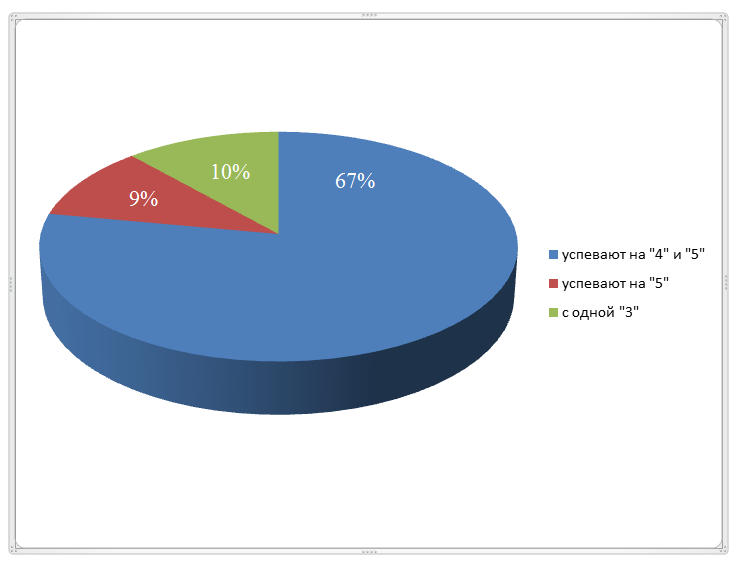 10%
67%
9%
успевают на "4" и "5"
успевают на "5"
с одной "3"